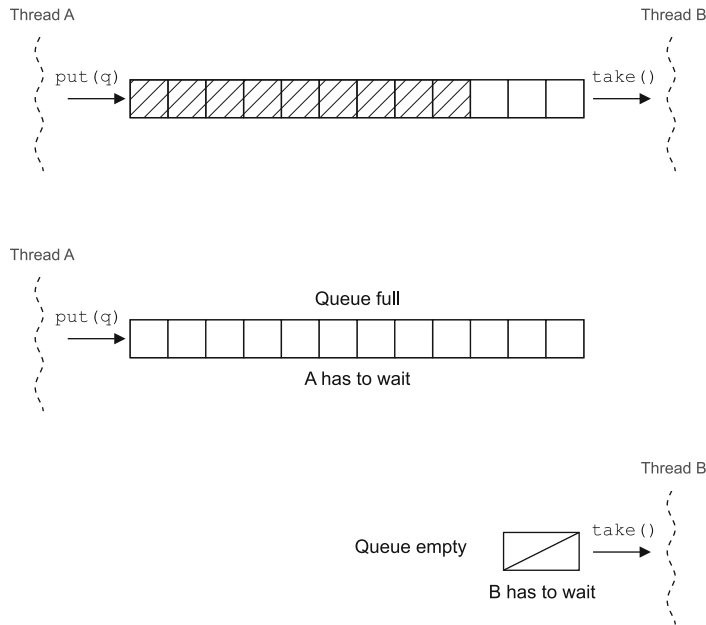 Thread A
Thread B
put(q)
take()
Thread A
Queue full
put(q)
A has to wait
Thread B
take()
Queue empty
B has to wait